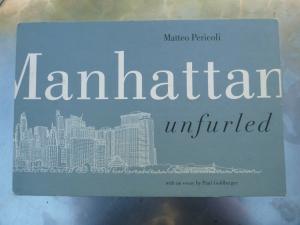 Matteo Pericoli
Manhattan
unfurled
with an essay by Paul Goldberger